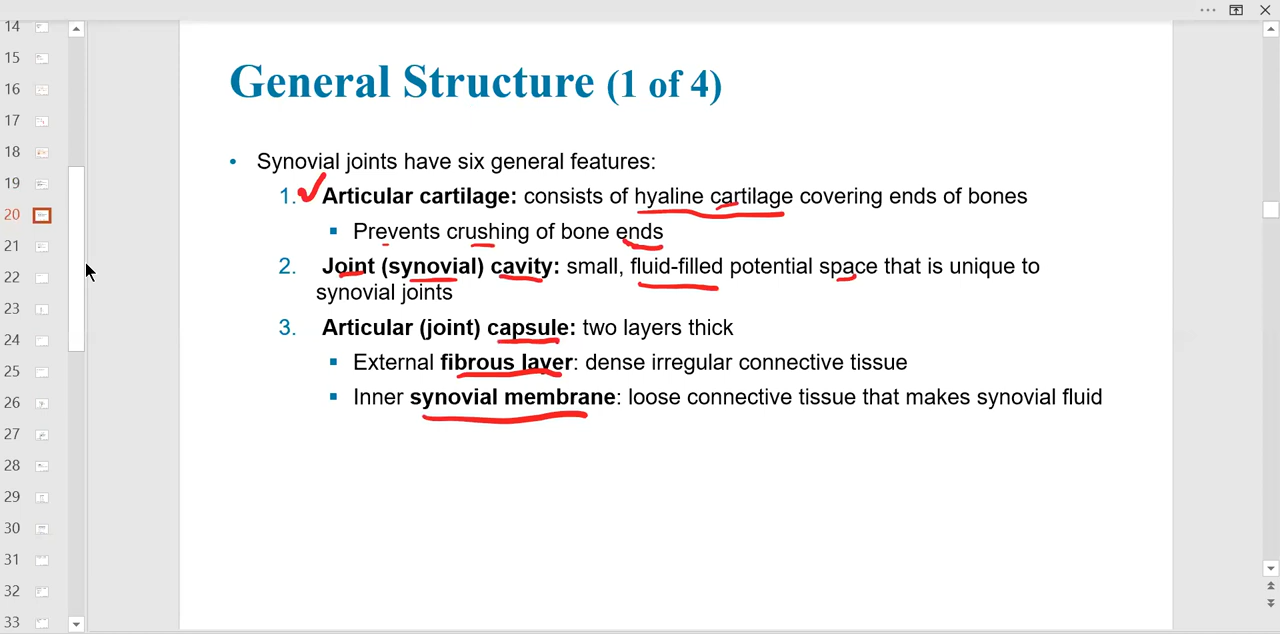 14
15
16
17
18
19
20
21
22
23
24
25
26
27
28
29
30
31
32
33
General Structure (1 of 4)
• Synovial joints have six general features:
1. Articular cartilage: consists of hyaline cartilage covering ends of bones
▪ Prevents crushing of bone ends
2. Joint (synovial) cavity: small, fluid-filled potential space that is unique to
synovial joints
3. Articular (joint) capsule: two layers thick
▪ External fibrous layer: dense irregular connective tissue
▪ Inner synovial membrane: loose connective tissue that makes synovial fluid